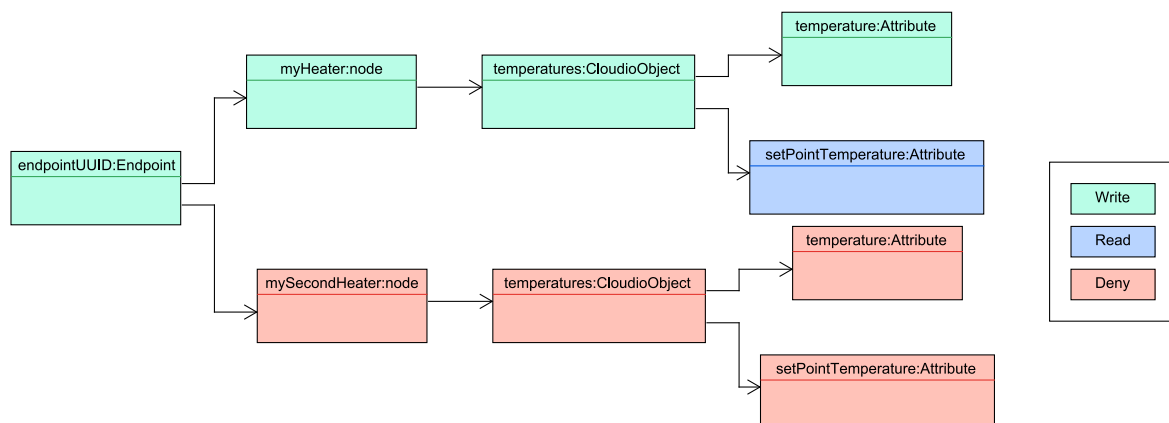 temperature:Attribute
myHeater:node
temperatures:CloudioObject
setPointTemperature:Attribute
endpointUUID:Endpoint
Write
Read
Deny
temperature:Attribute
mySecondHeater:node
temperatures:CloudioObject
setPointTemperature:Attribute